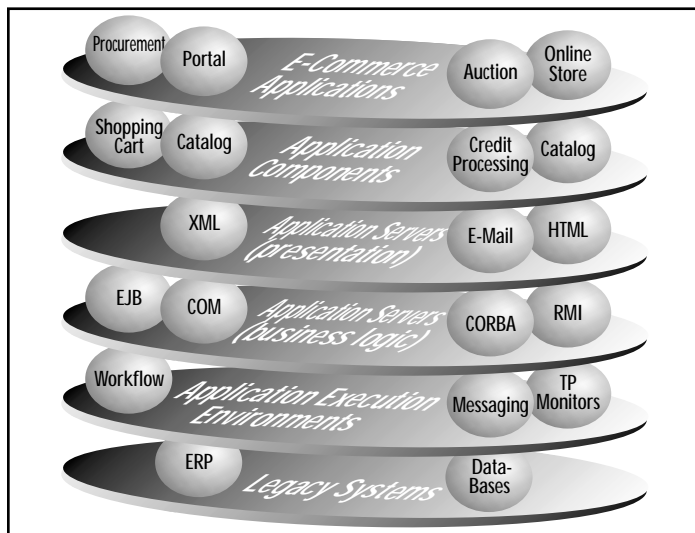 Procurement
Portal
E-Commerce
Applications
Auction
Online
Store
Shopping
Cart
Catalog
Application
Components
Credit
Processing
Catalog
XML
Application Servers
(presentation)
E-Mail
HTML
EJB
COM
Application Servers
(business logic)
CORBA
RMI
Workflow
Application Execution
Environments
Messaging
TP
Monitors
ERP
Legacy Systems
Data-
Bases